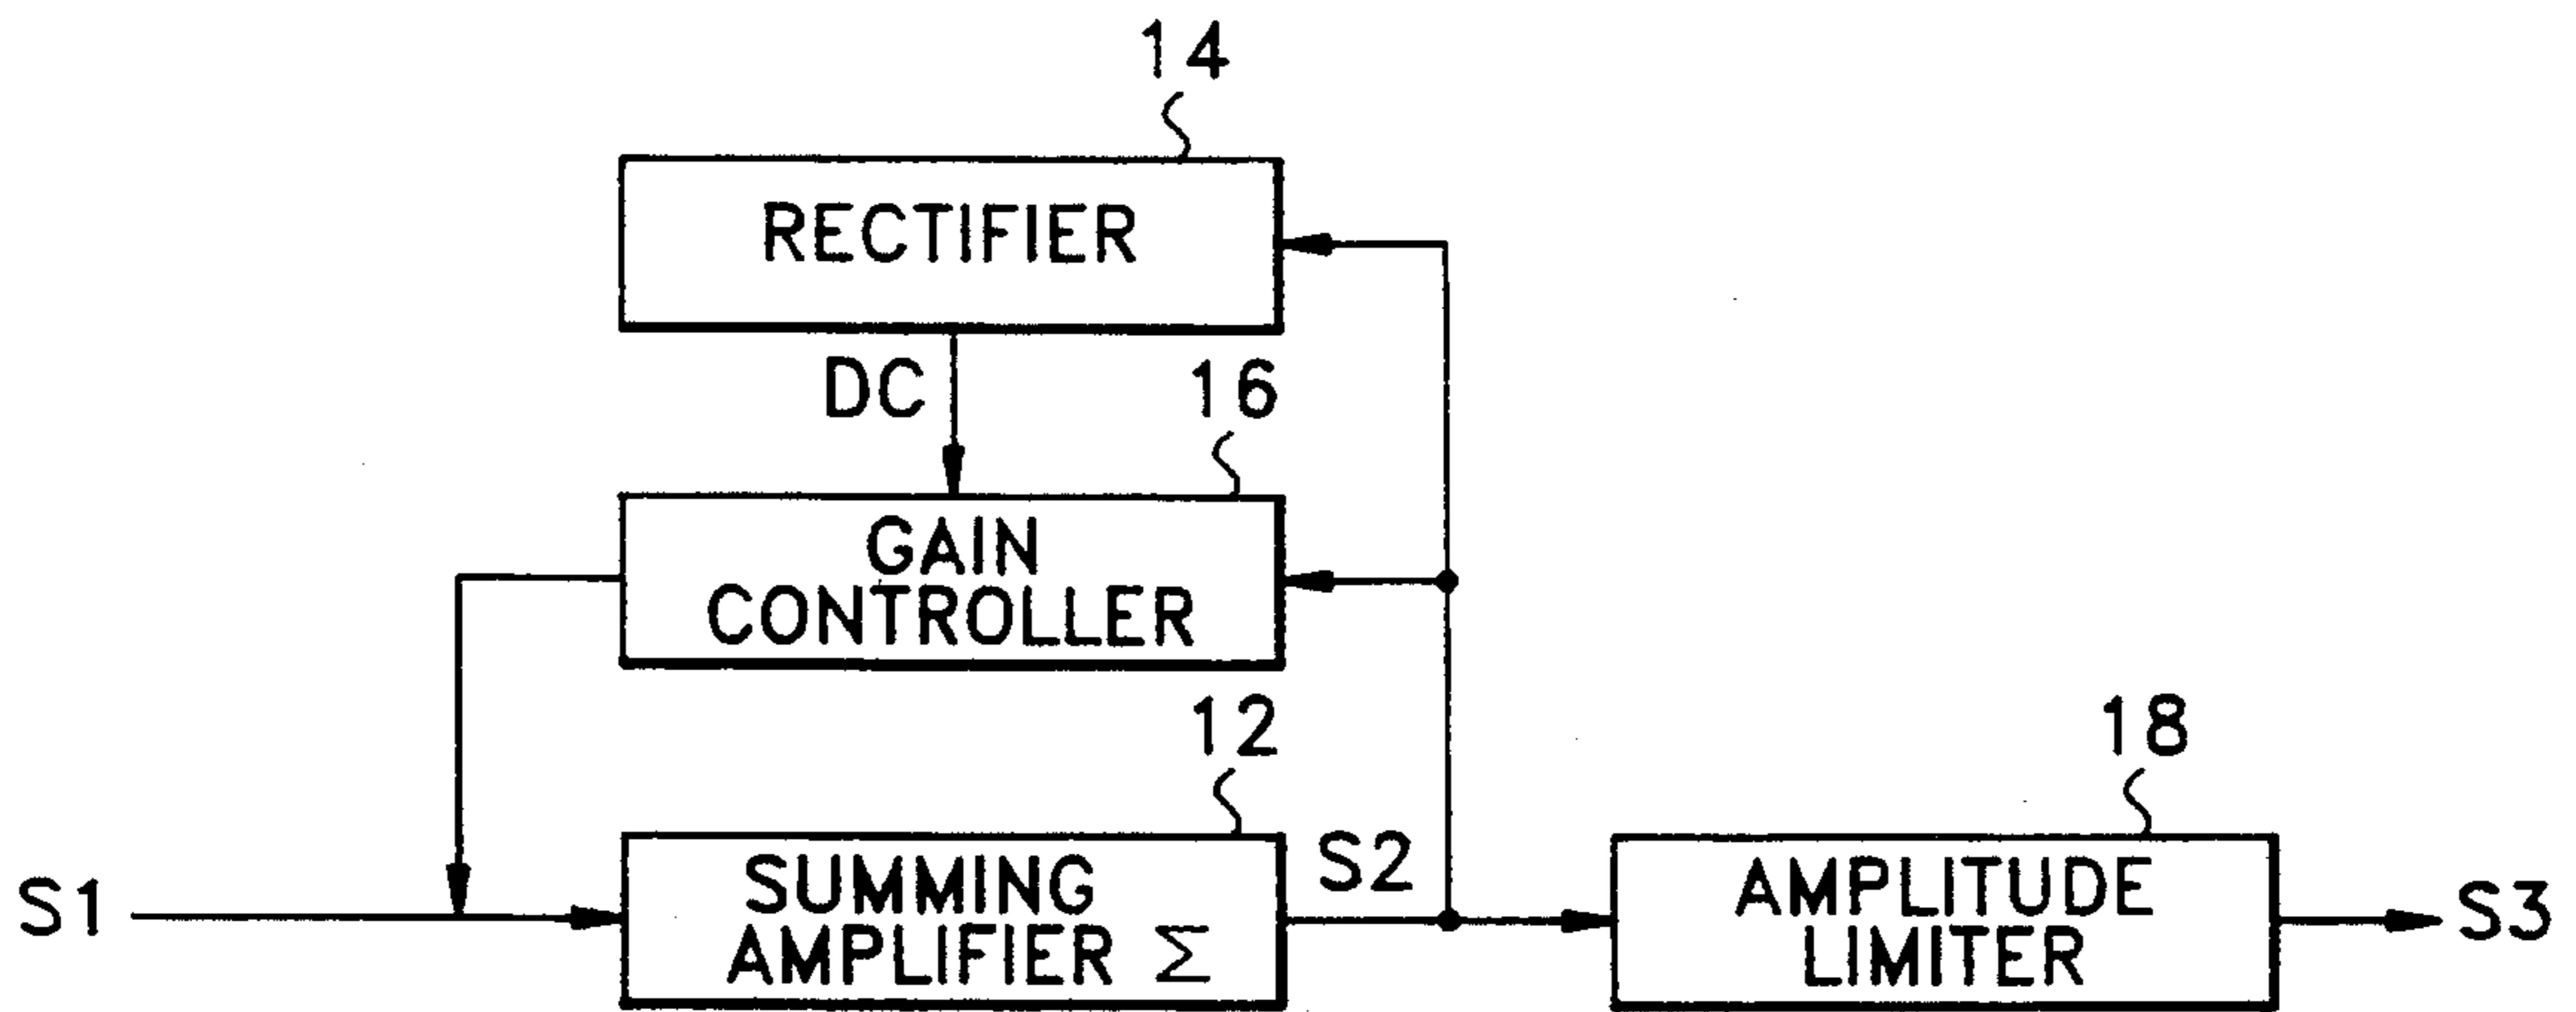 14
RECTIFIER
DC
16
GAIN
CONTROLLER
12
18
S1
SUMMING
AMPLIFIER Σ
S2
AMPLITUDE
LIMITER
S3